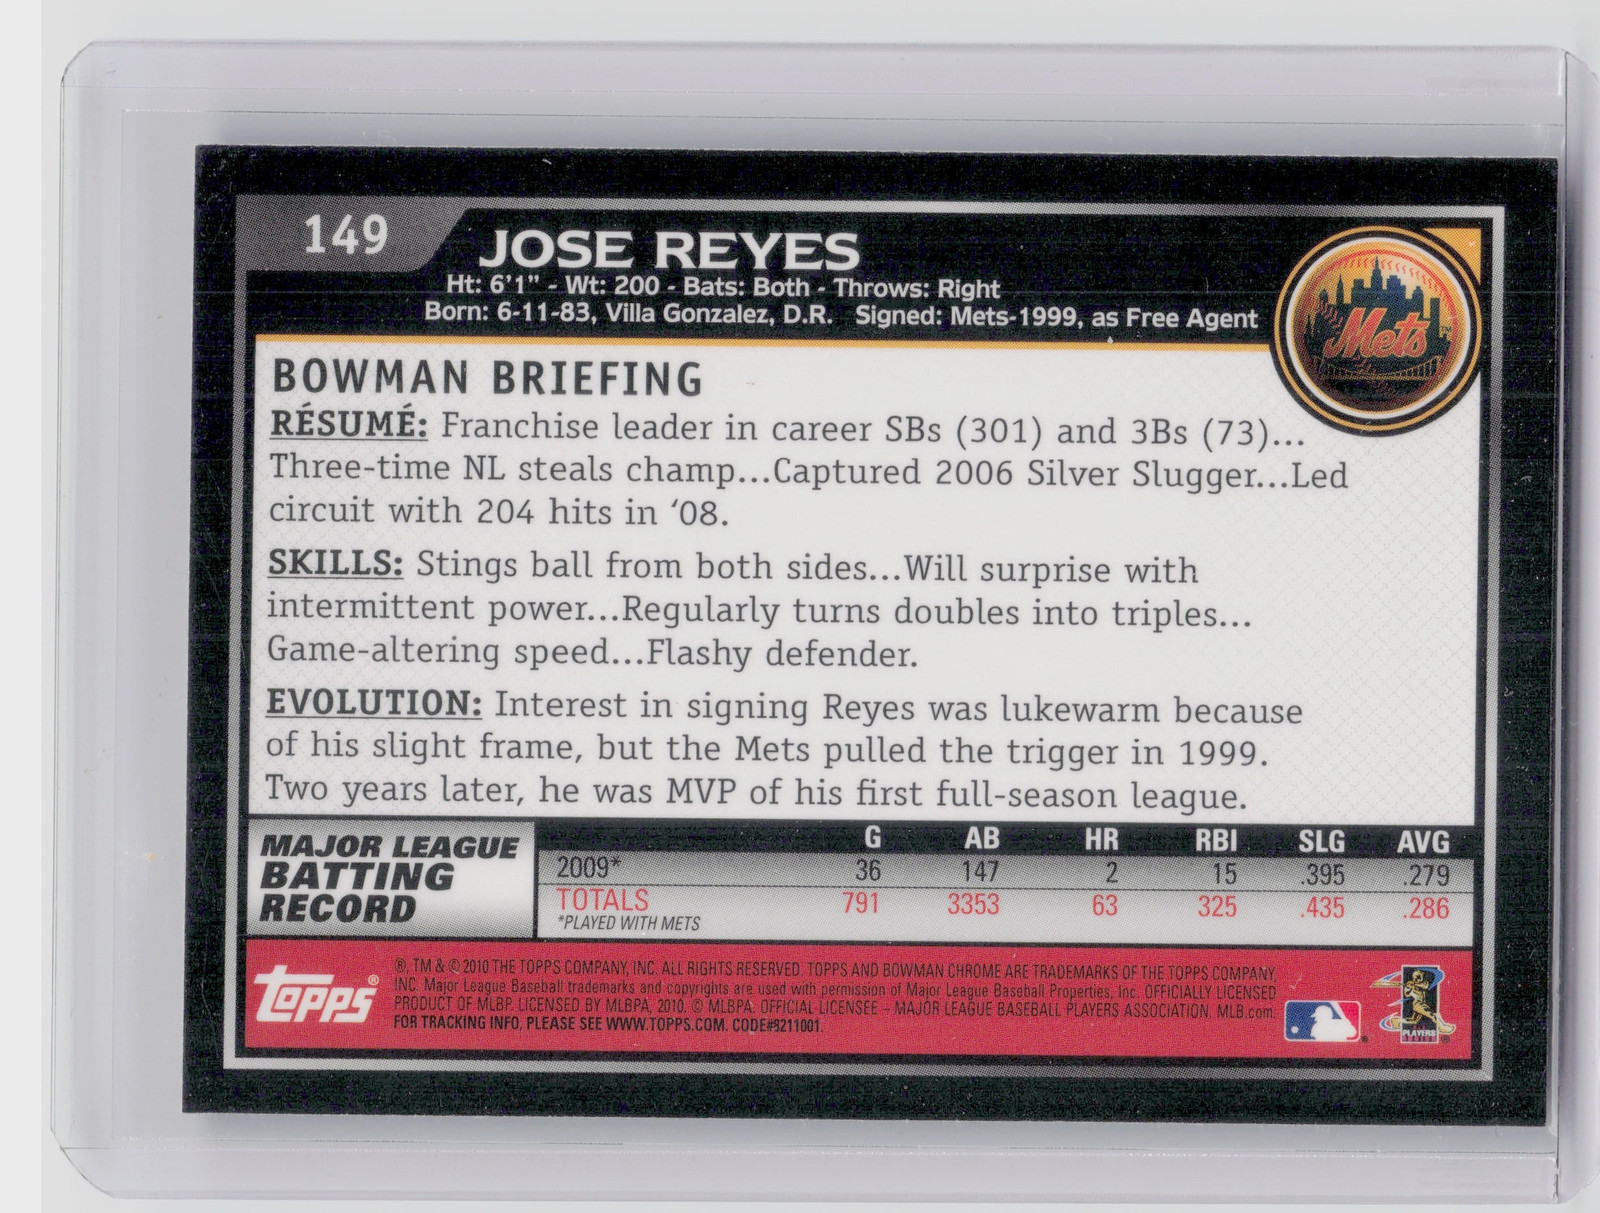 149
JOSE REYES
Ht: 6'1" - Wt: 200 - Bats: Both - Throws: Right
Born: 6-11-83, Villa Gonzalez, D.R. Signed: Mets-1999, as Free Agent
Mets™
BOWMAN BRIEFING
RÉSUMÉ: Franchise leader in career SBs (301) and 3Bs (73)...
Three-time NL steals champ...Captured 2006 Silver Slugger...Led
circuit with 204 hits in ‘08.
SKILLS: Stings ball from both sides...Will surprise with
intermittent power...Regularly turns doubles into triples...
Game-altering speed...Flashy defender.
EVOLUTION: Interest in signing Reyes was lukewarm because
of his slight frame, but the Mets pulled the trigger in 1999.
Two years later, he was MVP of his first full-season league.
MAJOR LEAGUE
BATTING
RECORD
G AB HR RBI SLG AVG
2009* 36 147 2 15 .395 .279
TOTALS 791 3353 63 325 .435 .286
*PLAYED WITH METS
Topps®
®, TM & © 2010 THE TOPPS COMPANY, INC. ALL RIGHTS RESERVED. TOPPS AND BOWMAN CHROME ARE TRADEMARKS OF THE TOPPS COMPANY,
INC. Major League Baseball trademarks and copyrights are used with permission of Major League Baseball Properties, Inc. OFFICIALLY LICENSED
PRODUCT OF MLBP. LICENSED BY MLBPA, 2010. © MLBPA. OFFICIAL LICENSEE – MAJOR LEAGUE BASEBALL PLAYERS ASSOCIATION. MLB.com.
FOR TRACKING INFO, PLEASE SEE WWW.TOPPS.COM. CODE#9211001.
PLAYERS